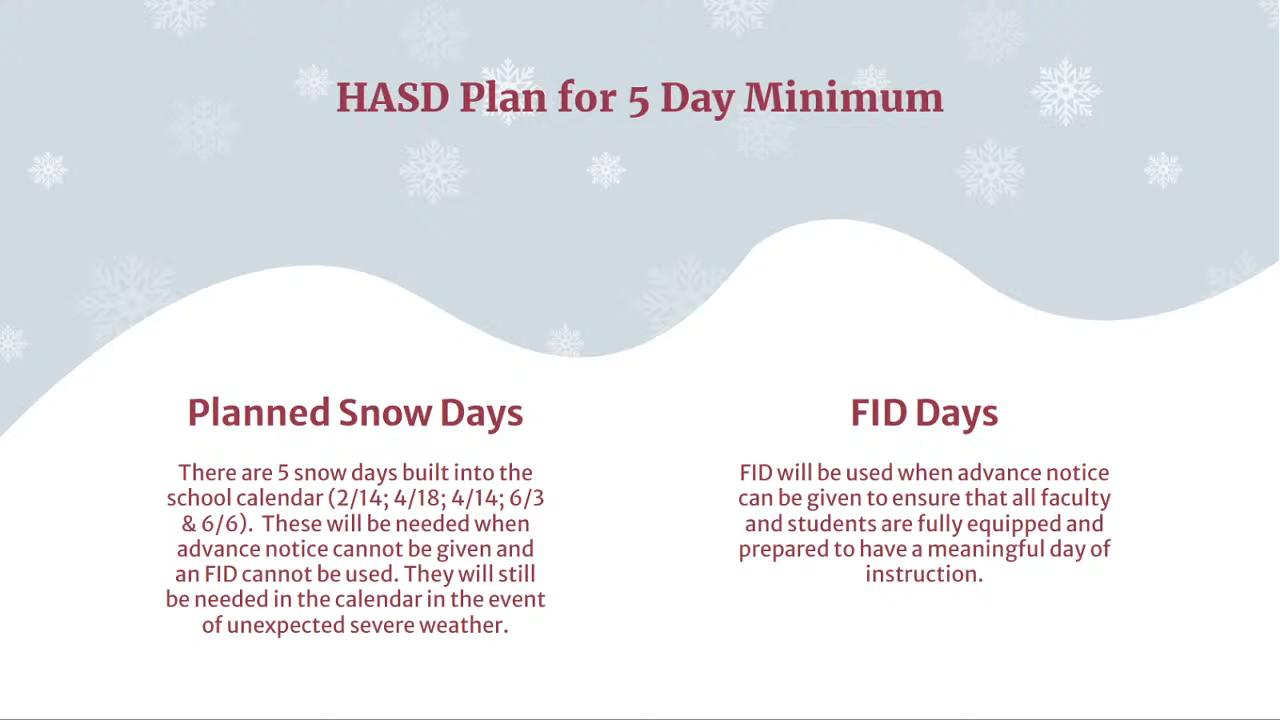 HASD Plan for 5 Day Minimum
Planned Snow Days
There are 5 snow days built into the
school calendar (2/14; 4/18; 4/14; 6/3
& 6/6).  These will be needed when
advance notice cannot be given and
an FID cannot be used. They will still
be needed in the calendar in the event
of unexpected severe weather.
FID Days
FID will be used when advance notice
can be given to ensure that all faculty
and students are fully equipped and
prepared to have a meaningful day of
instruction.